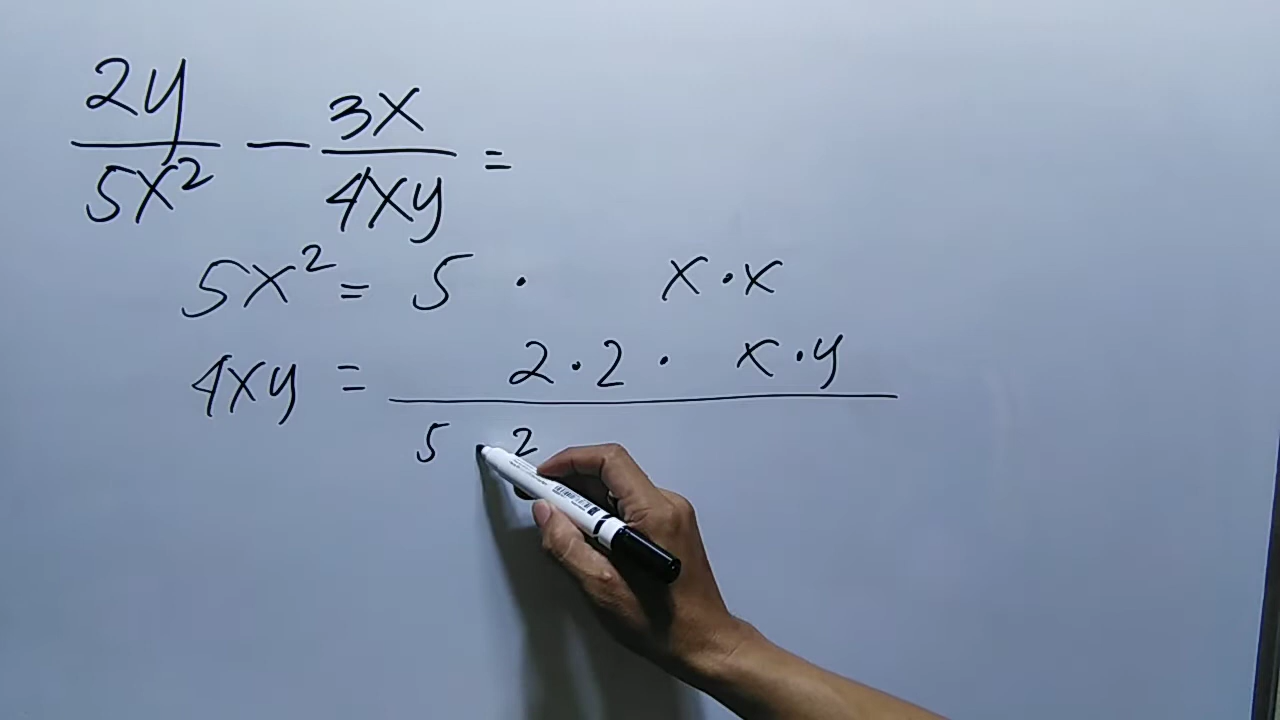 2y/5x² - 3x/4xy =
5x² = 5 · x·x
4xy = 2·2· x·y
5 2